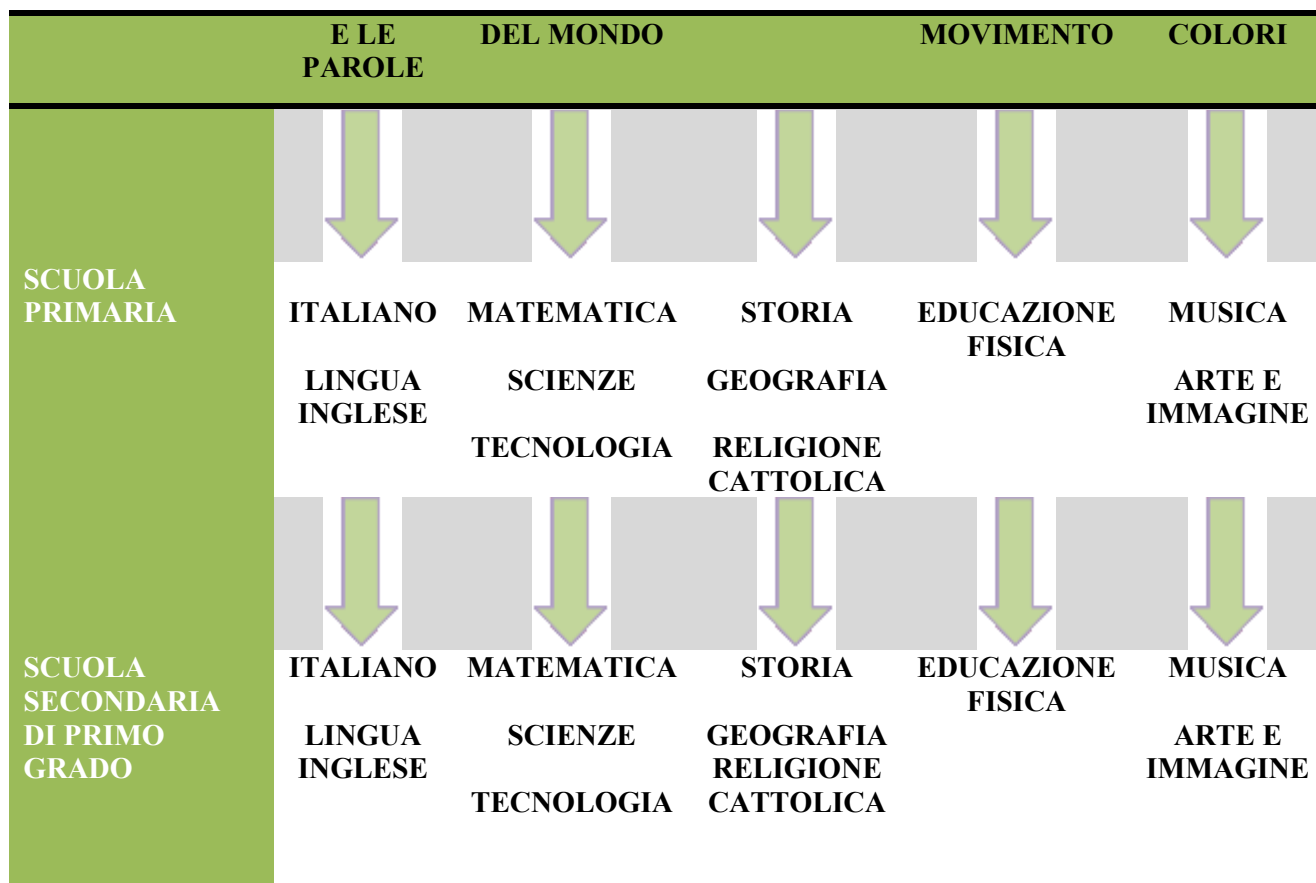 E LE DEL MONDO MOVIMENTO COLORI
PAROLE
SCUOLA
PRIMARIA ITALIANO MATEMATICA STORIA EDUCAZIONE MUSICA
FISICA
LINGUA SCIENZE GEOGRAFIA ARTE E
INGLESE IMMAGINE
TECNOLOGIA RELIGIONE
CATTOLICA
SCUOLA ITALIANO MATEMATICA STORIA EDUCAZIONE MUSICA
SECONDARIA FISICA
DI PRIMO LINGUA SCIENZE GEOGRAFIA ARTE E
GRADO INGLESE RELIGIONE IMMAGINE
TECNOLOGIA CATTOLICA